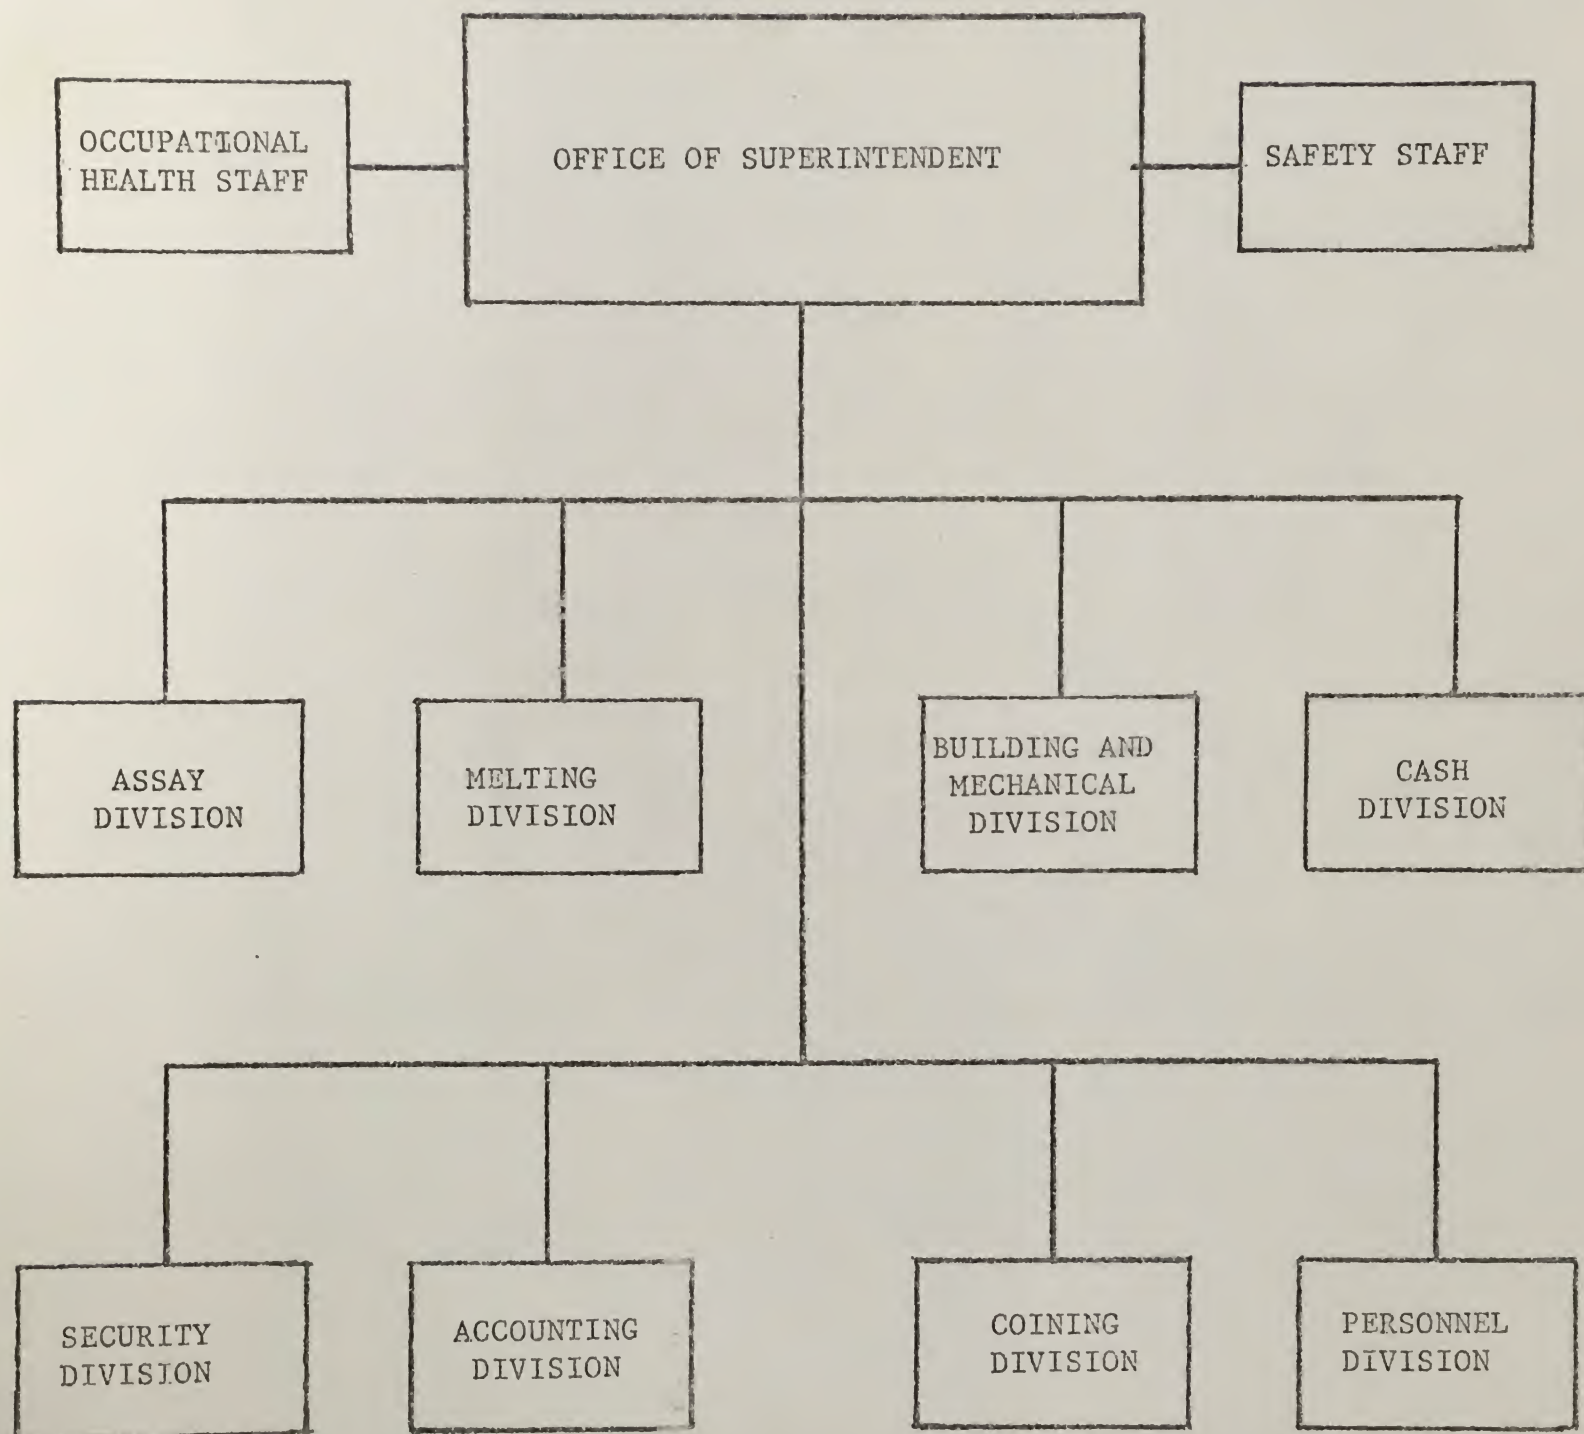 OCCUPATIONAL
HEALTH STAFF
OFFICE OF SUPERINTENDENT
SAFETY STAFF
ASSAY
DIVISION
MELTING
DIVISION
BUILDING AND
MECHANICAL
DIVISION
CASH
DIVISION
SECURITY
DIVISION
ACCOUNTING
DIVISION
COINING
DIVISION
PERSONNEL
DIVISION